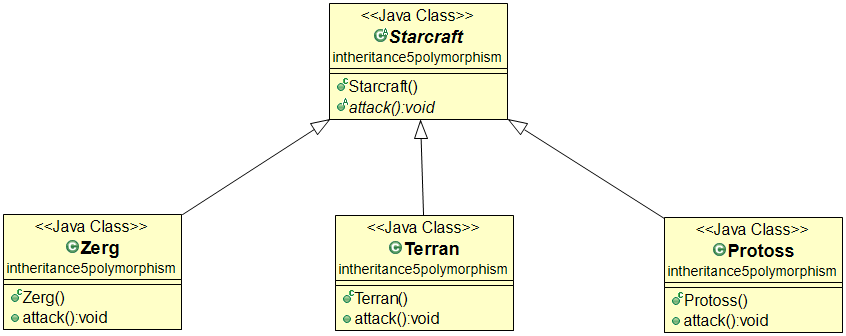 <<Java Class>>
Starcraft
intheritance5polymorphism
Starcraft()
attack():void
<<Java Class>>
Zerg
intheritance5polymorphism
Zerg()
attack():void
<<Java Class>>
Terran
intheritance5polymorphism
Terran()
attack():void
<<Java Class>>
Protoss
intheritance5polymorphism
Protoss()
attack():void